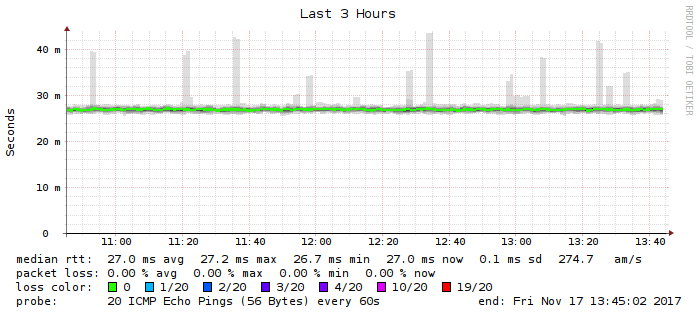 Last 3 Hours
RRDTOOL / TOBI OETIKER
Seconds
40 m
30 m
20 m
10 m
0
11:00 11:20 11:40 12:00 12:20 12:40 13:00 13:20 13:40
median rtt: 27.0 ms avg 27.2 ms max 26.7 ms min 27.0 ms now 0.1 ms sd 274.7 am/s
packet loss: 0.00 % avg 0.00 % max 0.00 % min 0.00 % now
loss color: 0 1/20 2/20 3/20 4/20 10/20 19/20
probe: 20 ICMP Echo Pings (56 Bytes) every 60s end: Fri Nov 17 13:45:02 2017